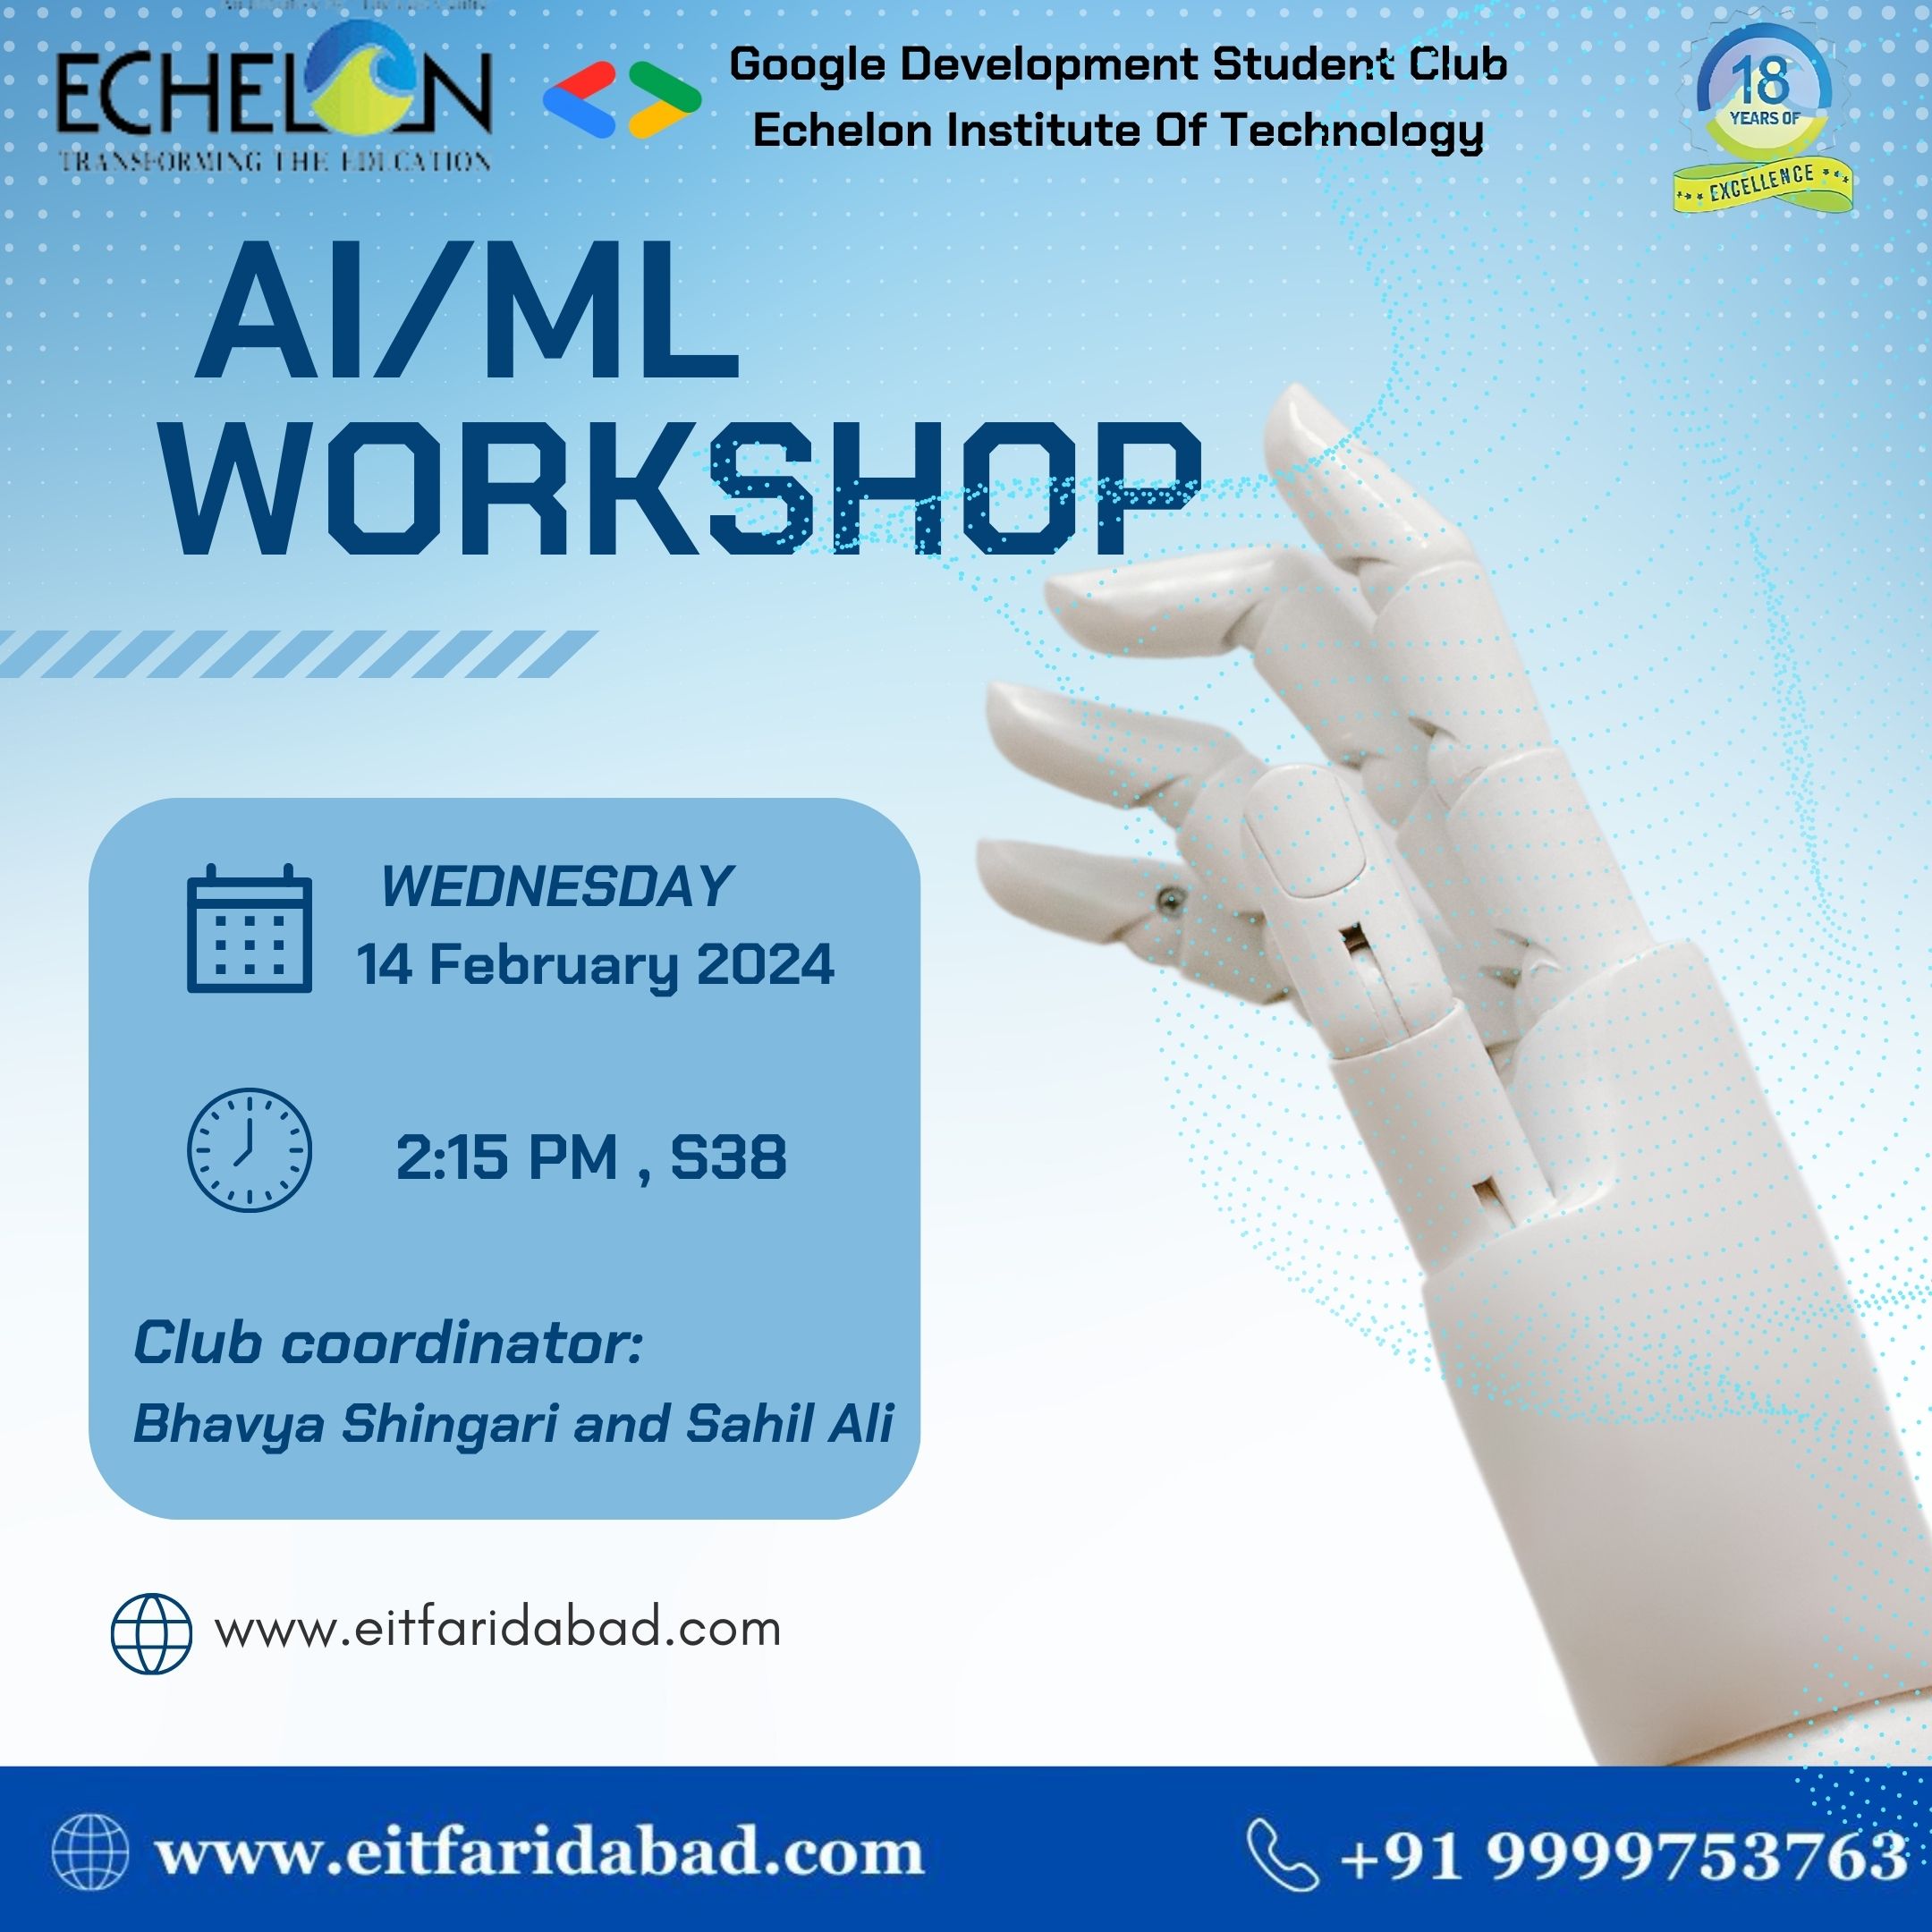 ECHELON
TRANSFORMING THE EDUCATION
Google Development Student Club
Echelon Institute Of Technology
18
YEARS OF
EXCELLENCE
AI/ML
WORKSHOP
WEDNESDAY
14 February 2024
2:15 PM , S38
Club coordinator:
Bhavya Shingari and Sahil Ali
www.eitfaridabad.com
www.eitfaridabad.com
+91 9999753763